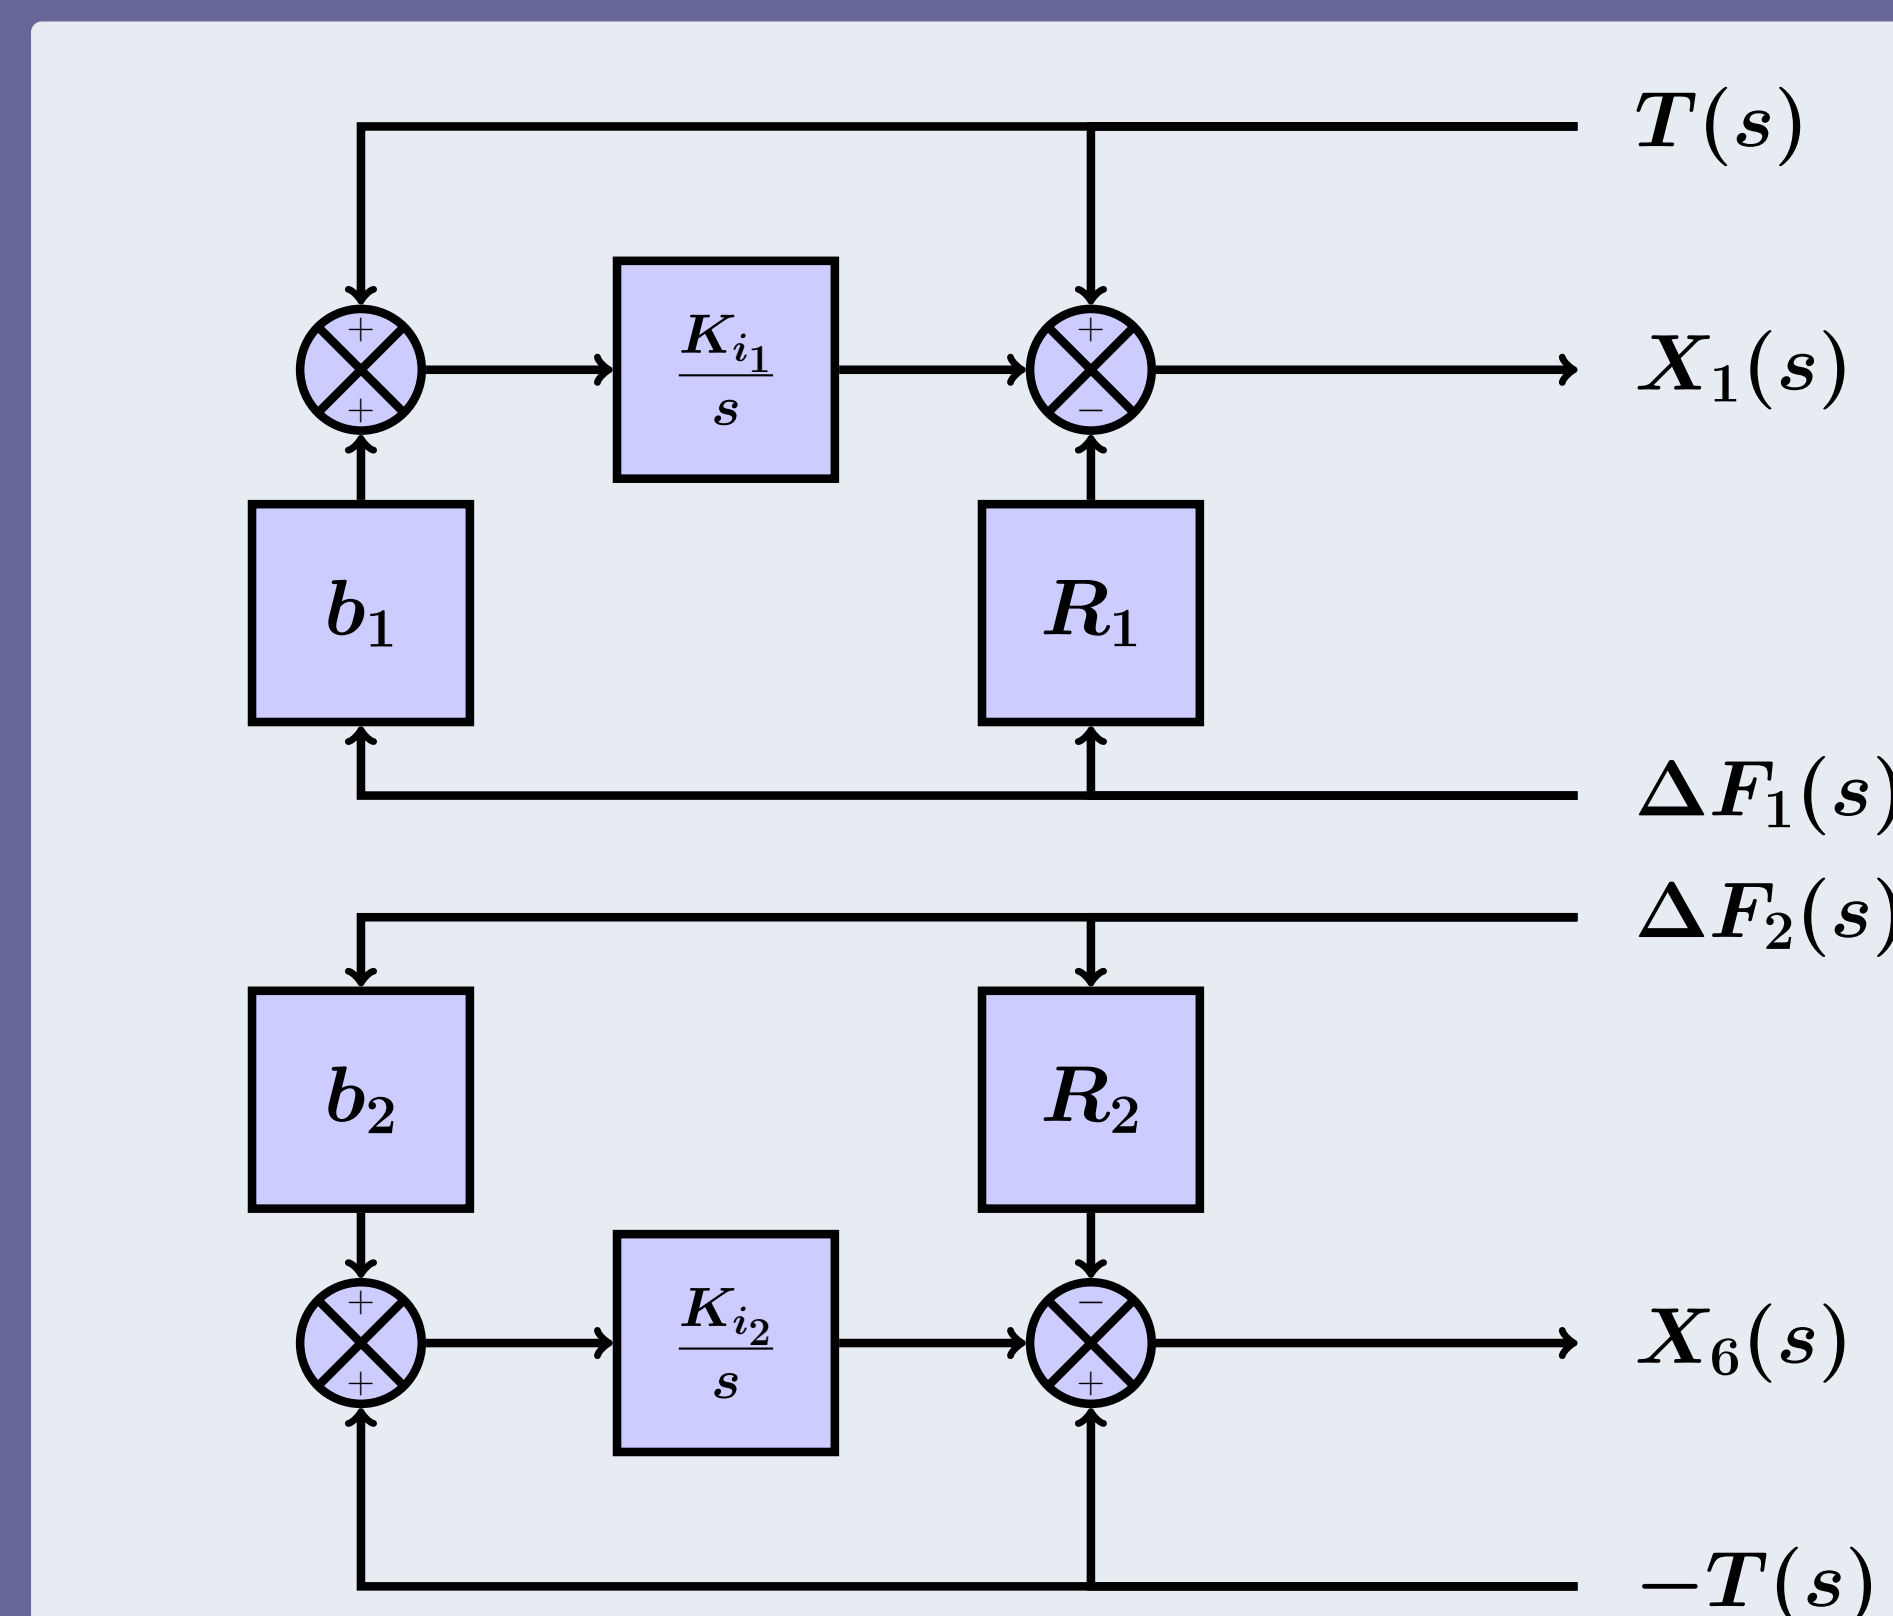 T(s)
+ +
K_{i_1}/s
X_1(s)
+ −
b_1
R_1
ΔF_1(s)
ΔF_2(s)
b_2
R_2
+ −
K_{i_2}/s
X_6(s)
+ +
−T(s)